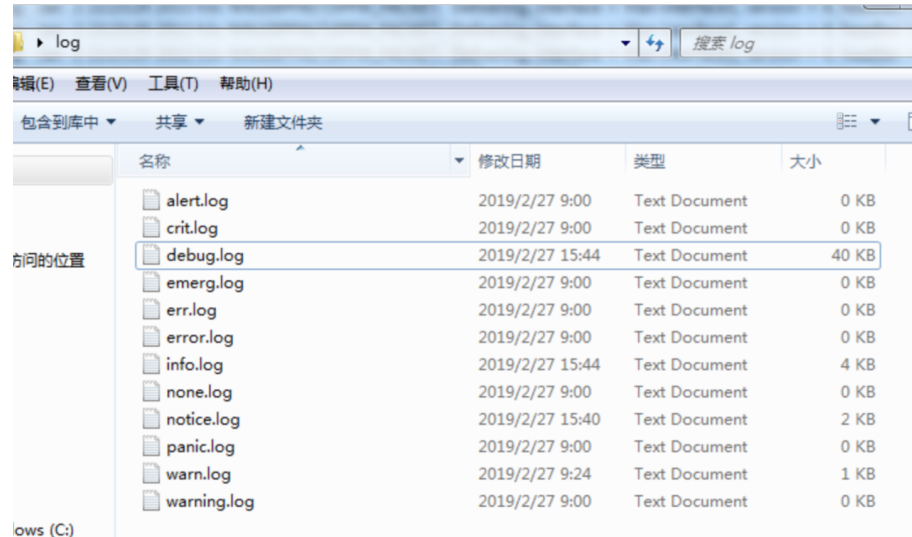 log 搜索 log
编辑(E) 查看(V) 工具(T) 帮助(H)
包含到库中 共享 新建文件夹
名称 修改日期 类型 大小
alert.log 2019/2/27 9:00 Text Document 0 KB
crit.log 2019/2/27 9:00 Text Document 0 KB
debug.log 2019/2/27 15:44 Text Document 40 KB
访问的位置
emerg.log 2019/2/27 9:00 Text Document 0 KB
err.log 2019/2/27 9:00 Text Document 0 KB
error.log 2019/2/27 9:00 Text Document 0 KB
info.log 2019/2/27 15:44 Text Document 4 KB
none.log 2019/2/27 9:00 Text Document 0 KB
notice.log 2019/2/27 15:40 Text Document 2 KB
panic.log 2019/2/27 9:00 Text Document 0 KB
warn.log 2019/2/27 9:24 Text Document 1 KB
warning.log 2019/2/27 9:00 Text Document 0 KB
ows (C:)